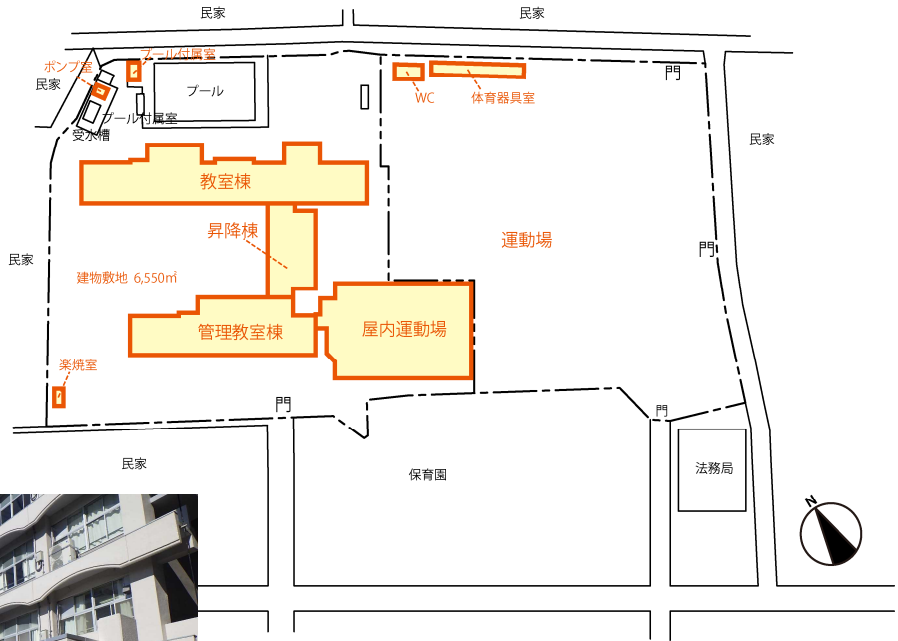 民家
民家
プール付属室
ポンプ室
民家
プール
門
WC
体育器具室
プール付属室
受水槽
民家
教室棟
昇降棟
運動場
門
民家
建物敷地 6,550㎡
管理教室棟
屋内運動場
楽焼室
門
門
民家
保育園
法務局
N